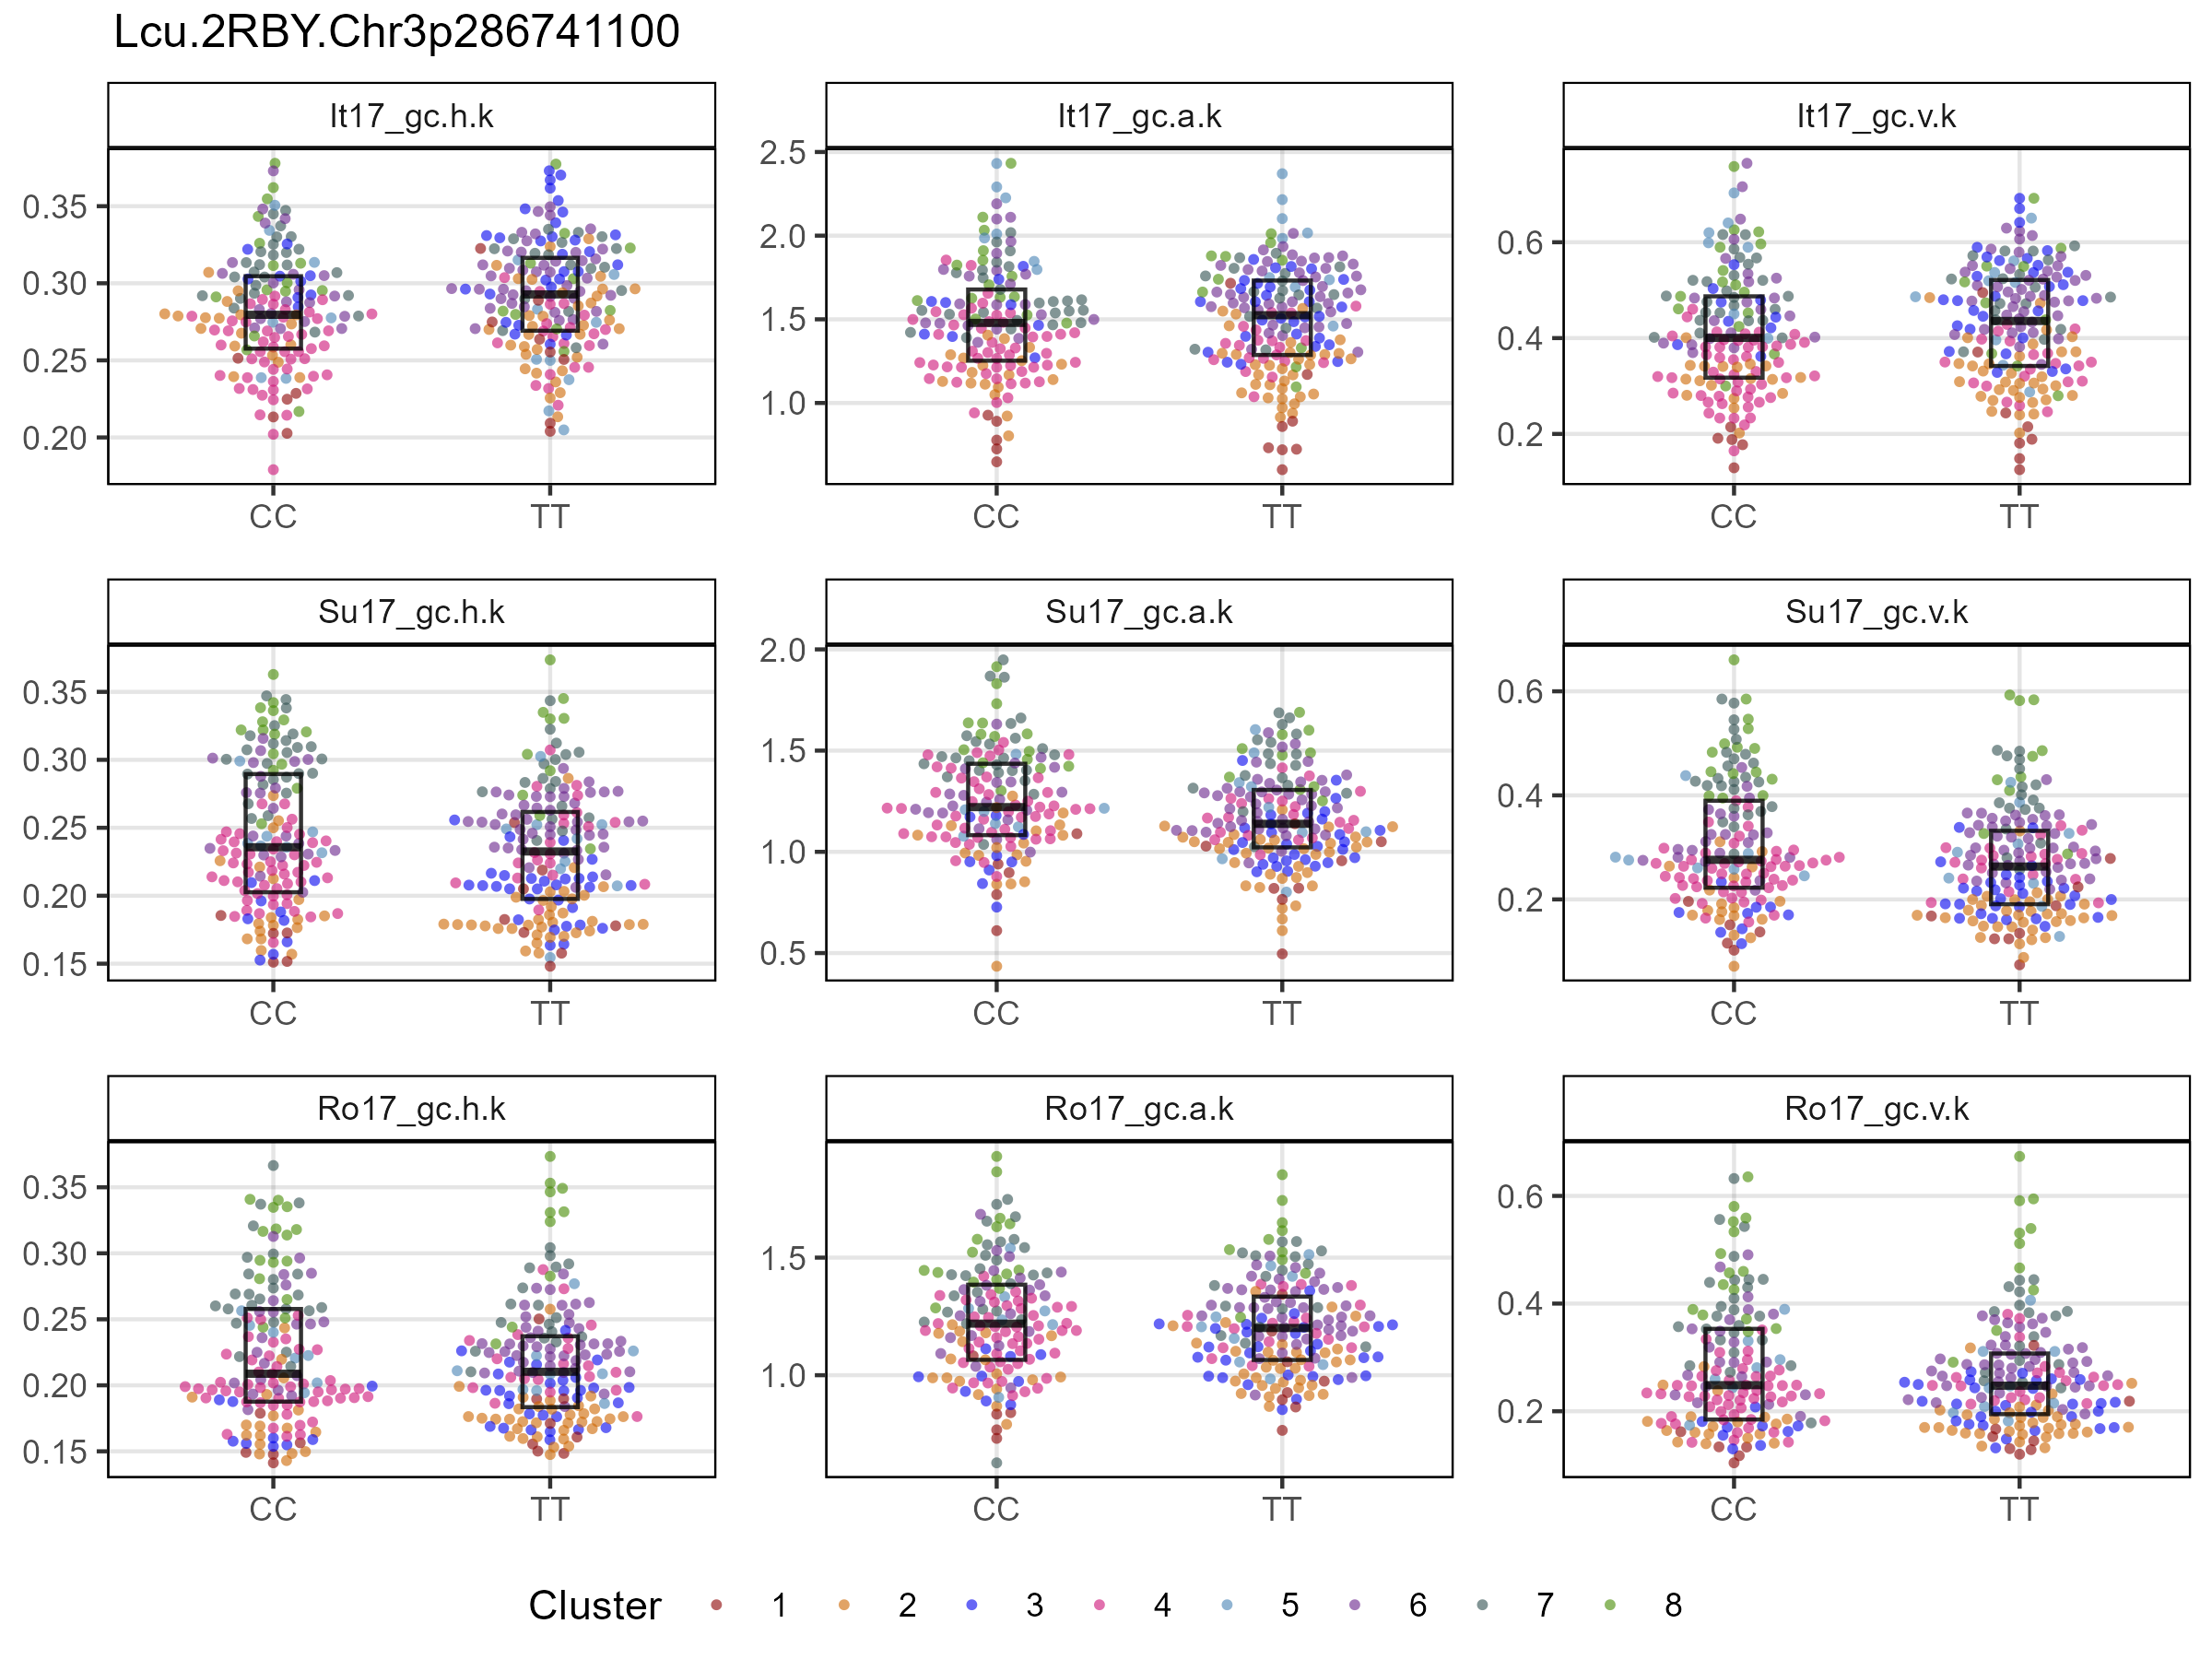 Lcu.2RBY.Chr3p286741100
It17_gc.h.k
It17_gc.a.k
It17_gc.v.k
0.35
0.30
0.25
0.20
CC
TT
2.5
2.0
1.5
1.0
CC
TT
0.6
0.4
0.2
CC
TT
Su17_gc.h.k
Su17_gc.a.k
Su17_gc.v.k
0.35
0.30
0.25
0.20
0.15
CC
TT
2.0
1.5
1.0
0.5
CC
TT
0.6
0.4
0.2
CC
TT
Ro17_gc.h.k
Ro17_gc.a.k
Ro17_gc.v.k
0.35
0.30
0.25
0.20
0.15
CC
TT
1.5
1.0
CC
TT
0.6
0.4
0.2
CC
TT
Cluster 1 2 3 4 5 6 7 8